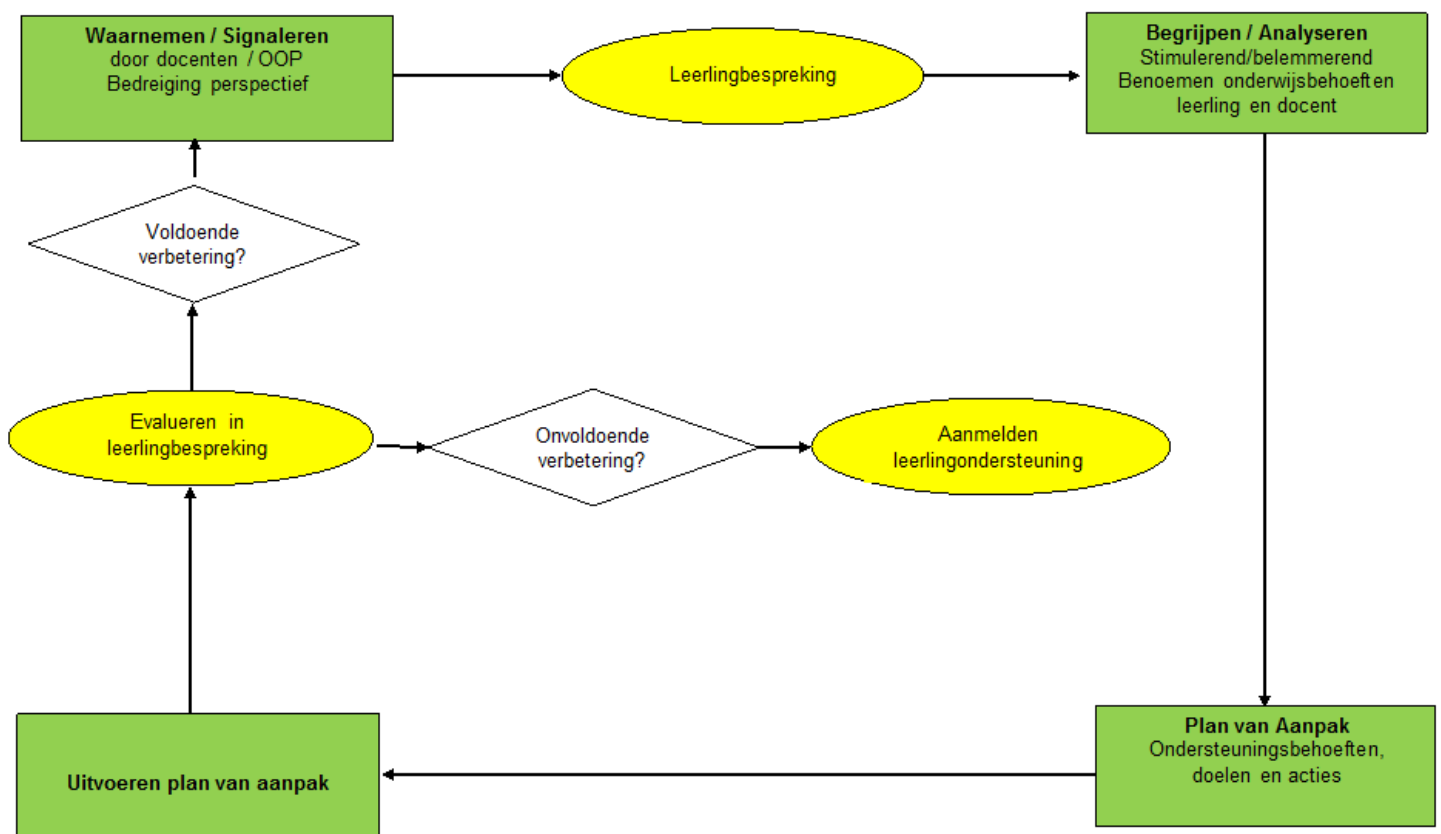 Waarnemen / Signaleren
door docenten / OOP
Bedreiging perspectief
Leerlingbespreking
Begrijpen / Analyseren
Stimulerend/belemmerend
Benoemen onderwijsbehoeften
leerling en docent
Voldoende
verbetering?
Evalueren in
leerlingbespreking
Onvoldoende
verbetering?
Aanmelden
leerlingondersteuning
Uitvoeren plan van aanpak
Plan van Aanpak
Ondersteuningsbehoeften,
doelen en acties